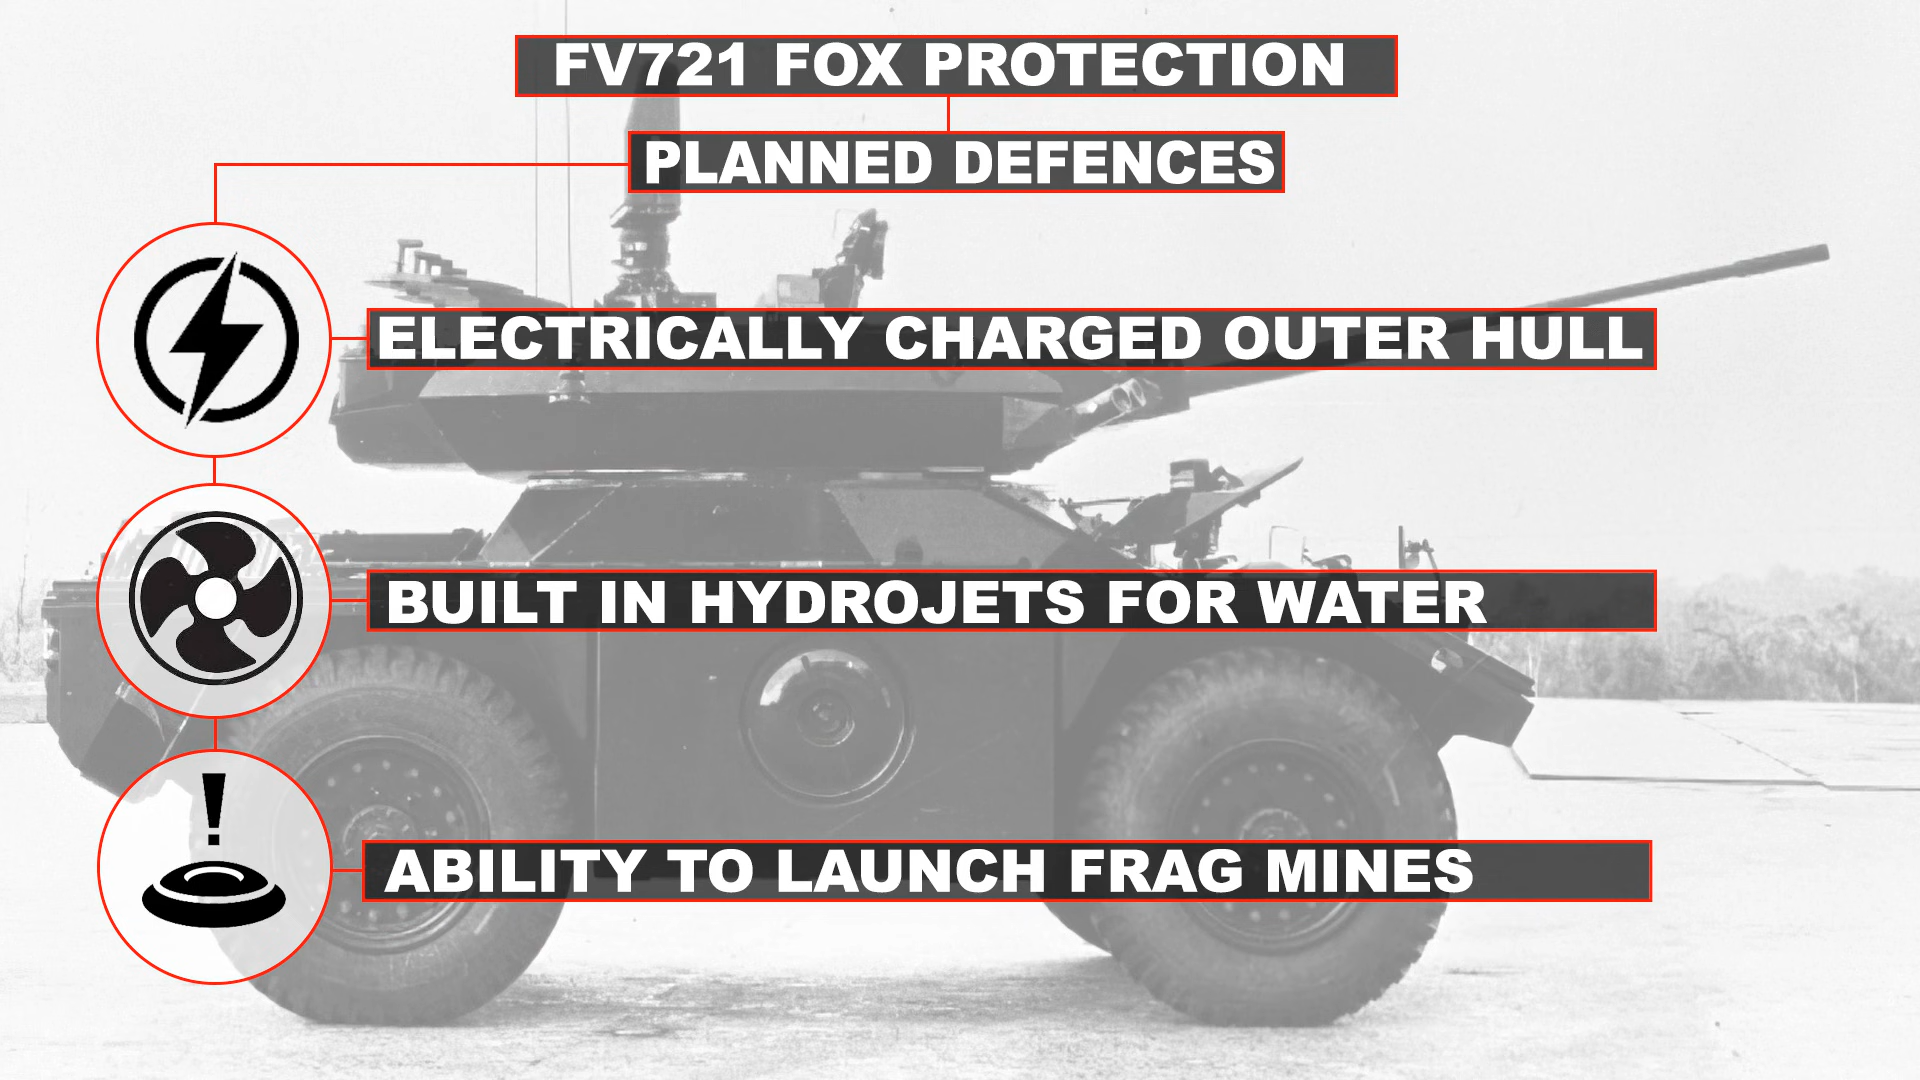 FV721 FOX PROTECTION
PLANNED DEFENCES
ELECTRICALLY CHARGED OUTER HULL
BUILT IN HYDROJETS FOR WATER
!
ABILITY TO LAUNCH FRAG MINES